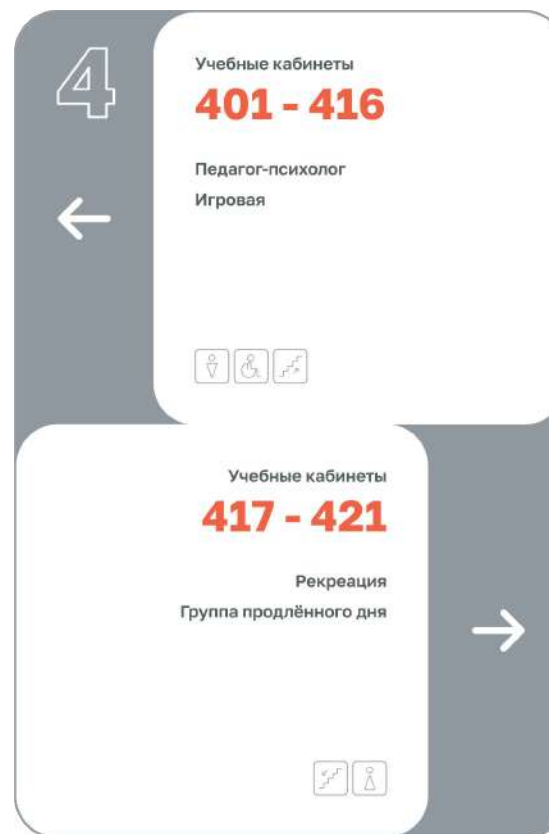 4
Учебные кабинеты
401 - 416
Педагог-психолог
Игровая
Учебные кабинеты
417 - 421
Рекреация
Группа продлённого дня